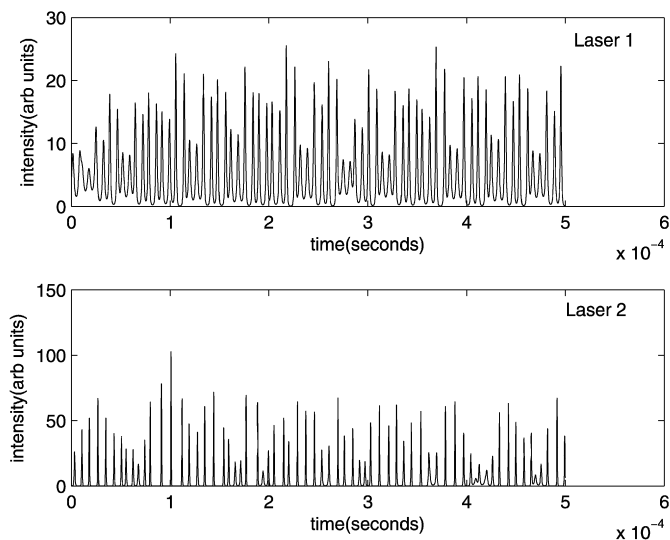 30
Laser 1
20
intensity(arb units)
10
0
0 1 2 3 4 5 6
time(seconds)
x 10⁻⁴
150
Laser 2
100
intensity(arb units)
50
0
0 1 2 3 4 5 6
time(seconds)
x 10⁻⁴